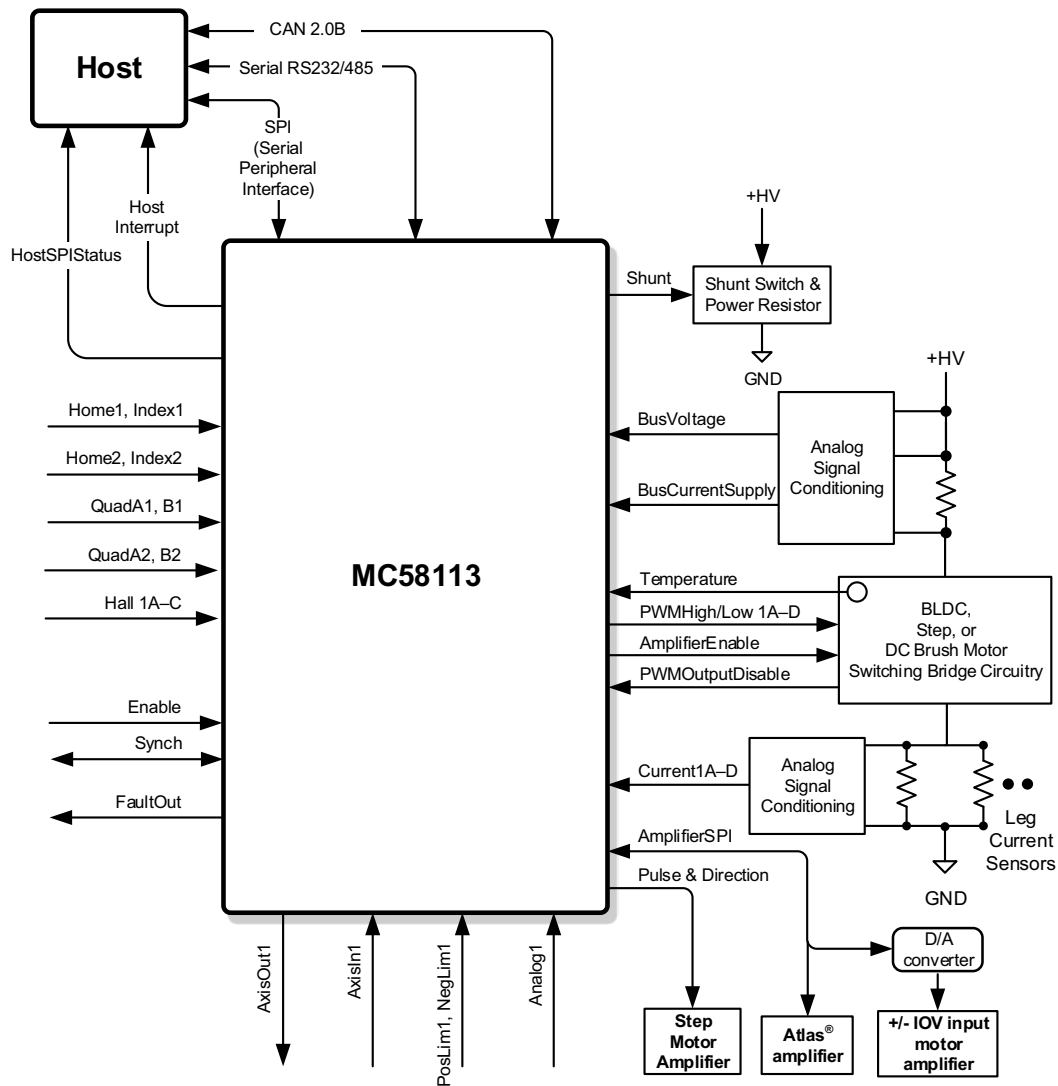 CAN 2.0B
Host
Serial RS232/485
SPI
(Serial
Peripheral
Interface)
Host
Interrupt
HostSPIStatus
+HV
Shunt
Shunt Switch &
Power Resistor
GND
+HV
Home1, Index1
BusVoltage
Analog
Signal
Conditioning
Home2, Index2
BusCurrentSupply
QuadA1, B1
QuadA2, B2
MC58113
Temperature
Hall 1A–C
PWMHigh/Low 1A–D
BLDC,
Step, or
DC Brush Motor
Switching Bridge Circuitry
AmplifierEnable
PWMOutputDisable
Enable
Synch
Current1A–D
Analog
Signal
Conditioning
FaultOut
Leg
Current
Sensors
AmplifierSPI
Pulse & Direction
GND
D/A
converter
AxisOut1
AxisIn1
PosLim1, NegLim1
Analog1
Step
Motor
Amplifier
Atlas®
amplifier
+/- IOV input
motor
amplifier